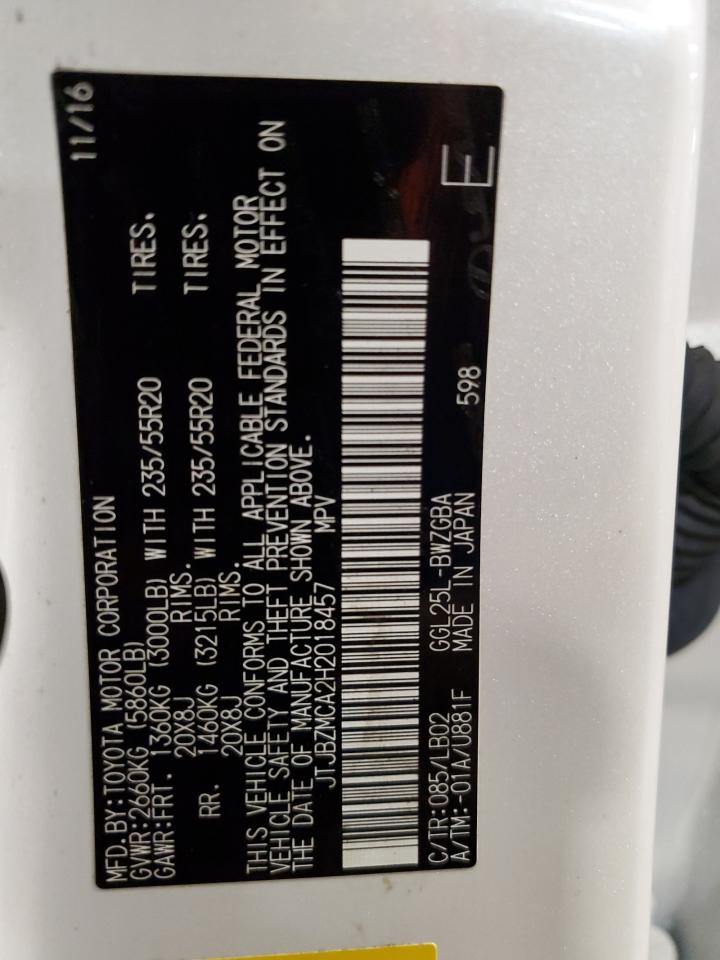 MFD.BY:TOYOTA MOTOR CORPORATION 11/16
GVWR:2660KG (5860LB)
GAWR:FRT. 1360KG (3000LB) WITH 235/55R20 TIRES.
20X8J RIMS.
RR. 1460KG (3215LB) WITH 235/55R20 TIRES.
20X8J RIMS.
THIS VEHICLE CONFORMS TO ALL APPLICABLE FEDERAL MOTOR
VEHICLE SAFETY AND THEFT PREVENTION STANDARDS IN EFFECT ON
THE DATE OF MANUFACTURE SHOWN ABOVE.
JTJBZMCA2H2018457 MPV
C/TR:085/LB02 GGL25L-BWZGBA 598 E
A/TM:-01A/U881F MADE IN JAPAN